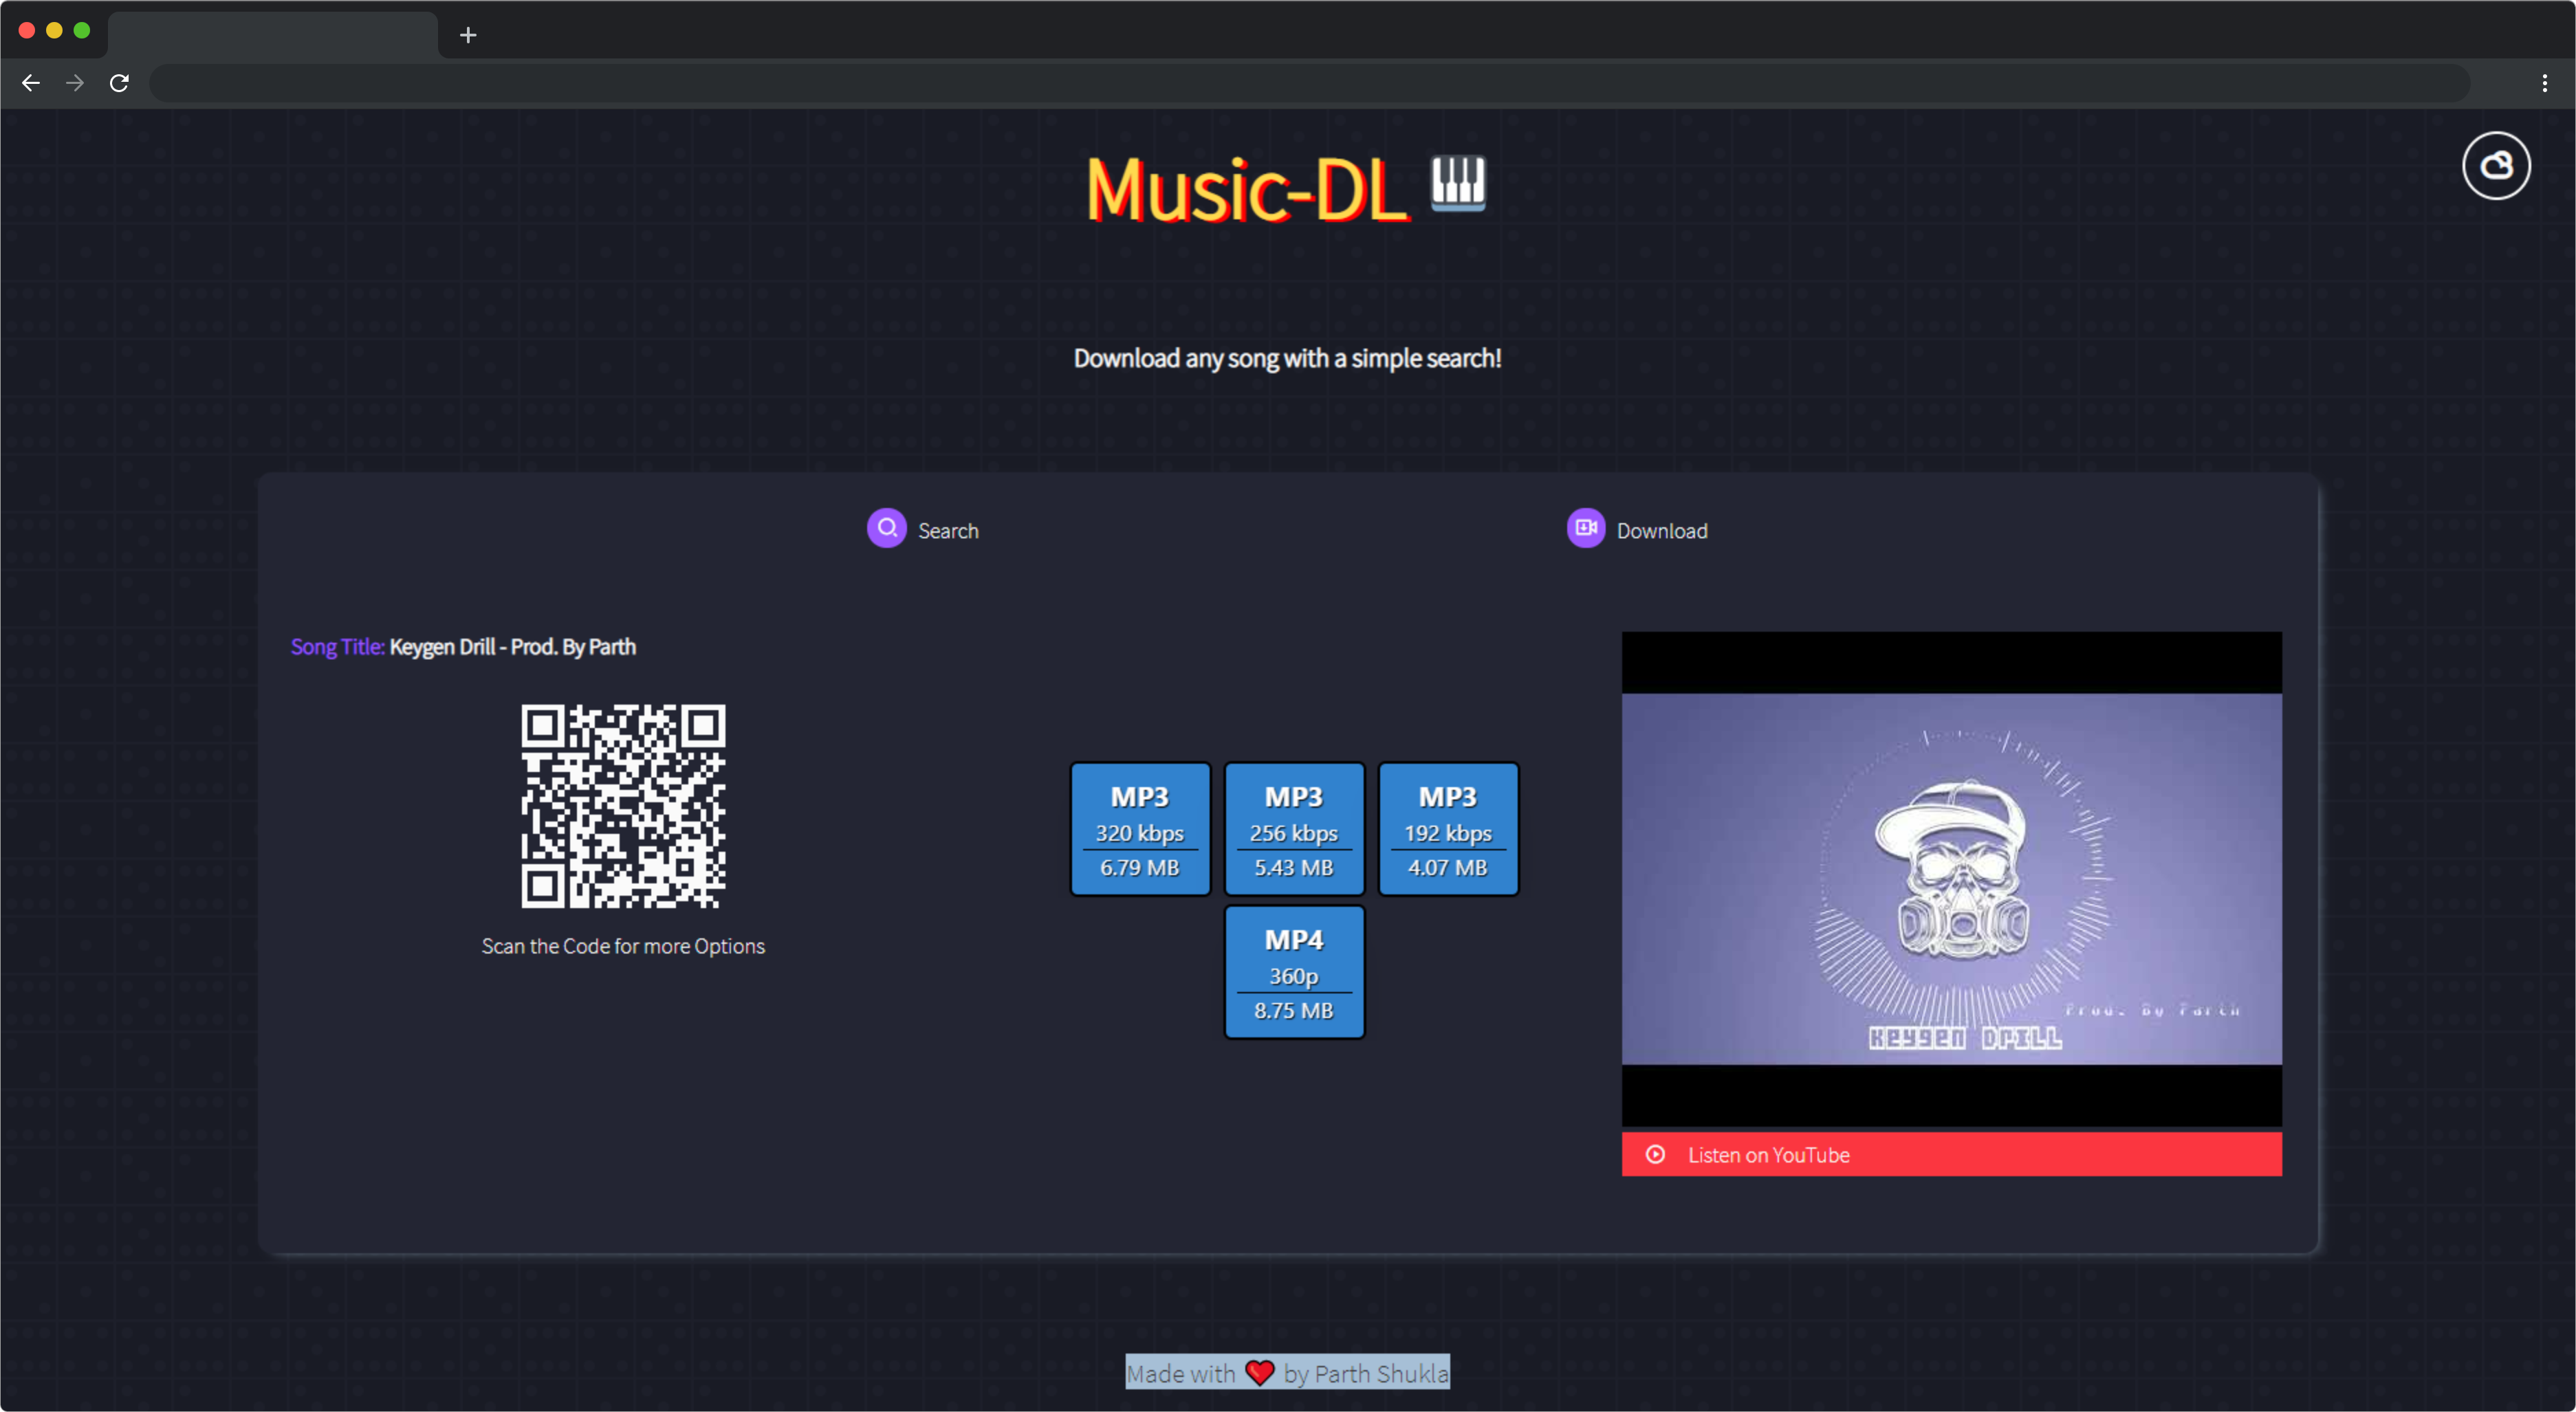 Music-DL
Download any song with a simple search!
Search
Download
Song Title: Keygen Drill - Prod. By Parth
Scan the Code for more Options
MP3
320 kbps
6.79 MB
MP3
256 kbps
5.43 MB
MP3
192 kbps
4.07 MB
MP4
360p
8.75 MB
Prod. By Parth
KEYGEN DRILL
Listen on YouTube
Made with ❤️ by Parth Shukla